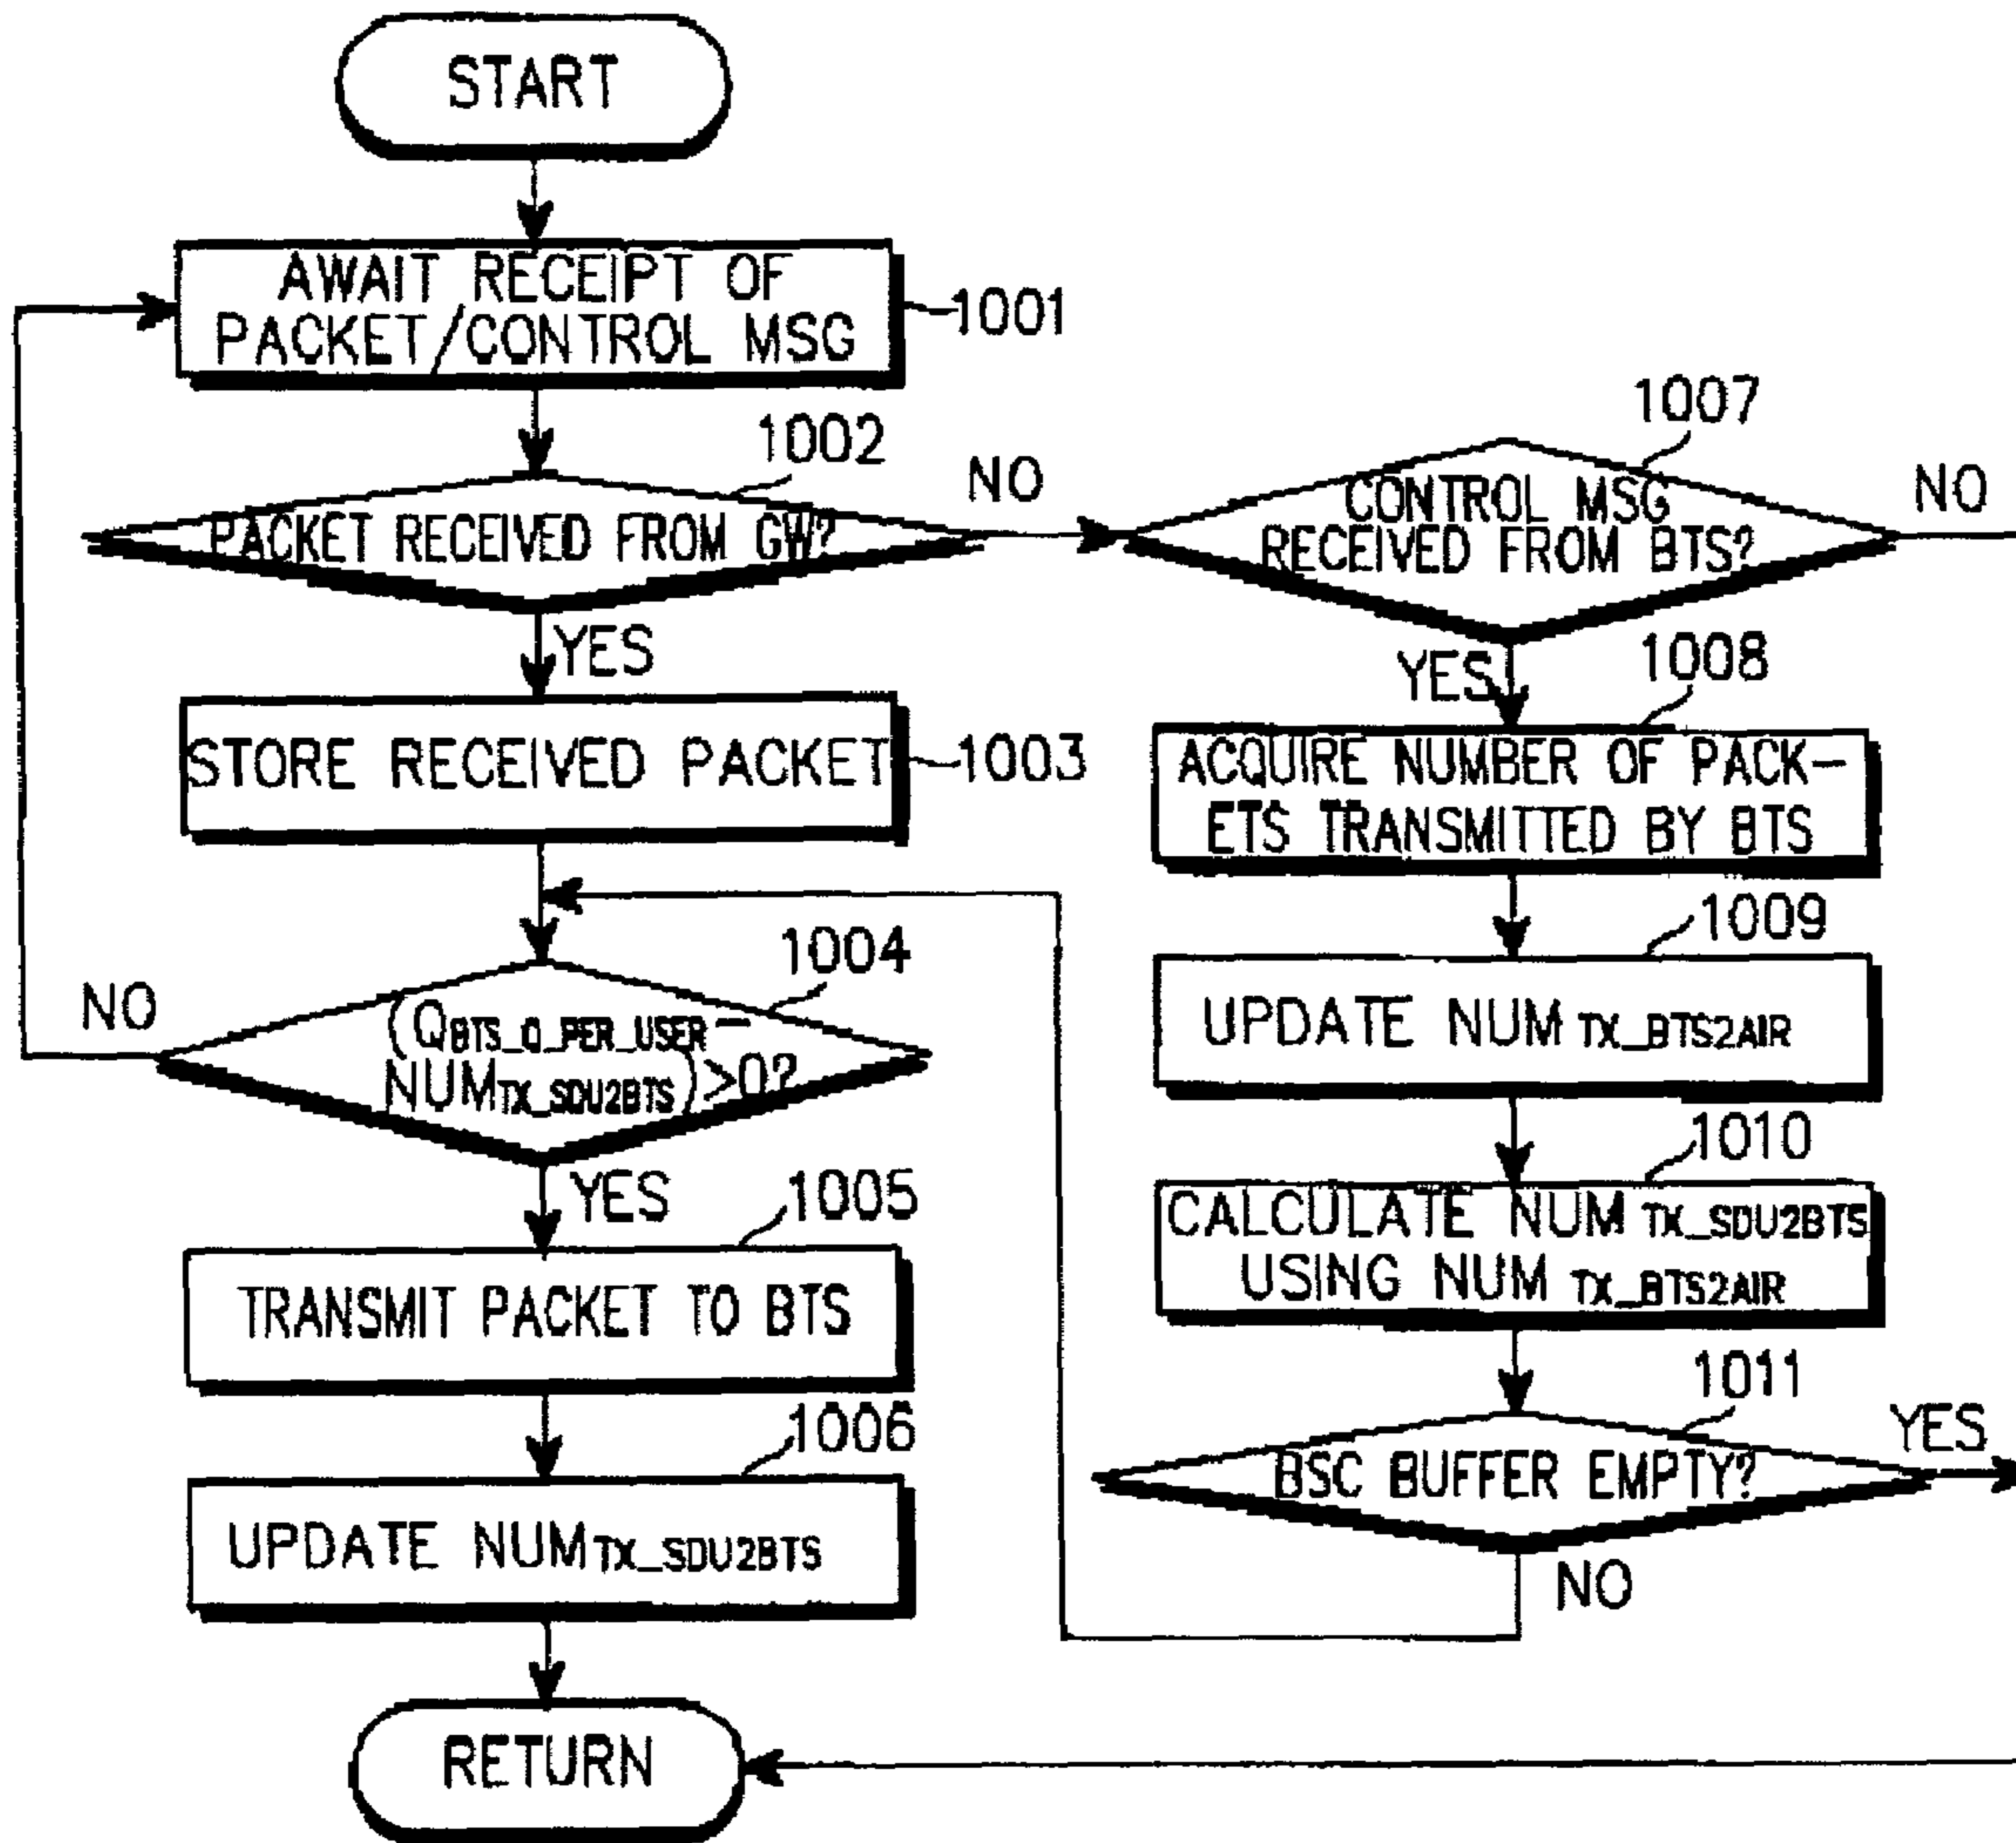 START
AWAIT RECEIPT OF
PACKET/CONTROL MSG
1001
1002
PACKET RECEIVED FROM GW?
NO
YES
STORE RECEIVED PACKET
1003
1004
(QBTS_Q_PER_USER−
NUMTX_SDU2BTS)>0?
NO
YES
1005
TRANSMIT PACKET TO BTS
1006
UPDATE NUMTX_SDU2BTS
RETURN
1007
CONTROL MSG
RECEIVED FROM BTS?
NO
YES
1008
ACQUIRE NUMBER OF PACK-
ETS TRANSMITTED BY BTS
1009
UPDATE NUM TX_BTS2AIR
1010
CALCULATE NUM TX_SDU2BTS
USING NUM TX_BTS2AIR
1011
BSC BUFFER EMPTY?
YES
NO